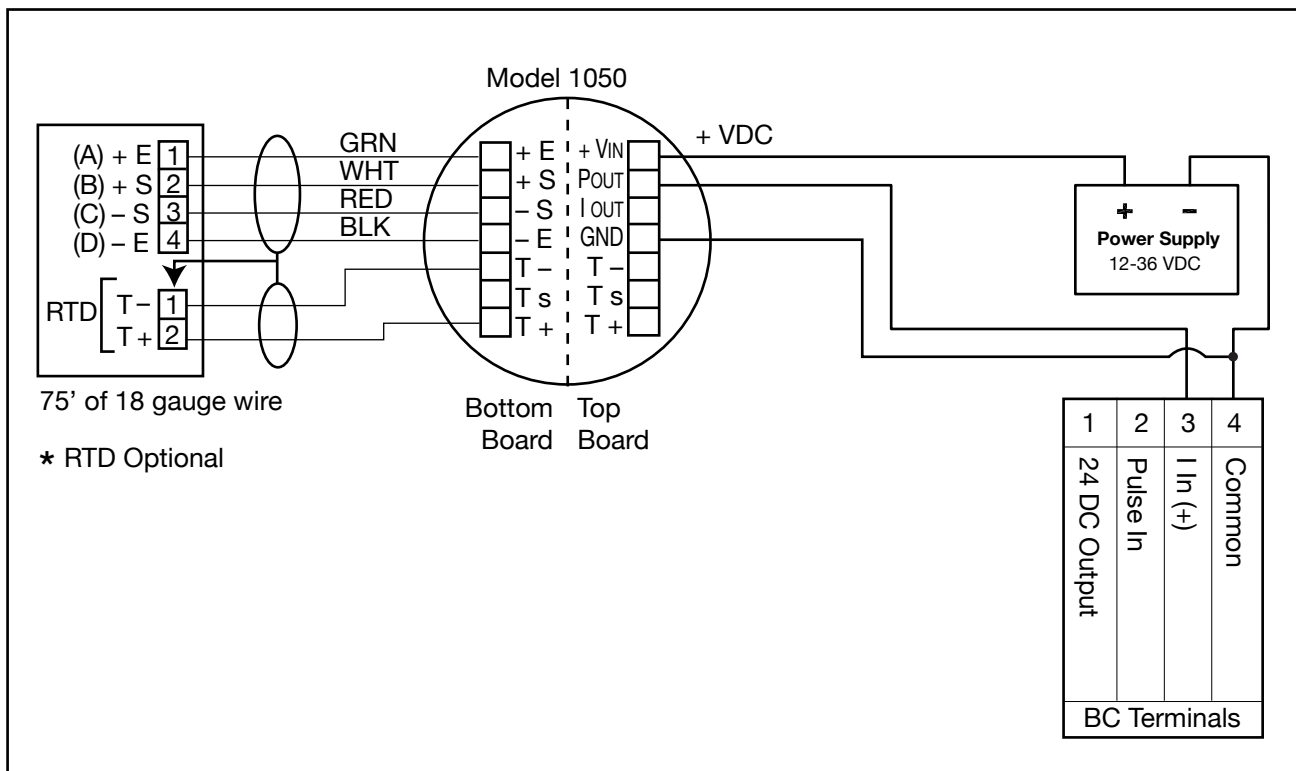 Model 1050
(A) + E 1
(B) + S 2
(C) – S 3
(D) – E 4
RTD
T – 1
T + 2
GRN
WHT
RED
BLK
+ E
+ S
– S
– E
T –
T s
T +
+ VIN
POUT
I OUT
GND
T –
T s
T +
+ VDC
+ –
Power Supply
12-36 VDC
75’ of 18 gauge wire
* RTD Optional
Bottom
Board
Top
Board
1 2 3 4
24 DC Output
Pulse In
I In (+)
Common
BC Terminals